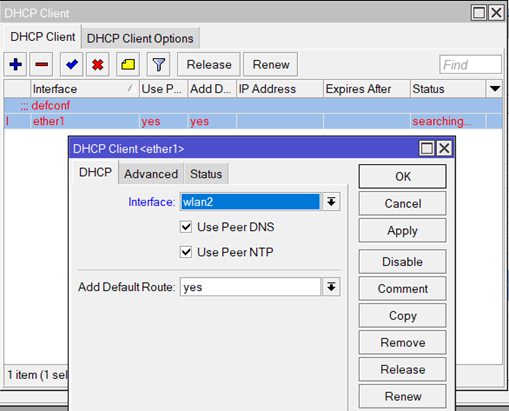 DHCP Client
DHCP Client
DHCP Client Options
Release
Renew
Find
Interface / Use P... Add D... IP Address Expires After Status
;;; defconf
I ether1 yes yes searching...
DHCP Client <ether1>
DHCP Advanced Status
Interface: wlan2
Use Peer DNS
Use Peer NTP
Add Default Route: yes
OK
Cancel
Apply
Disable
Comment
Copy
Remove
Release
Renew
1 item (1 sel